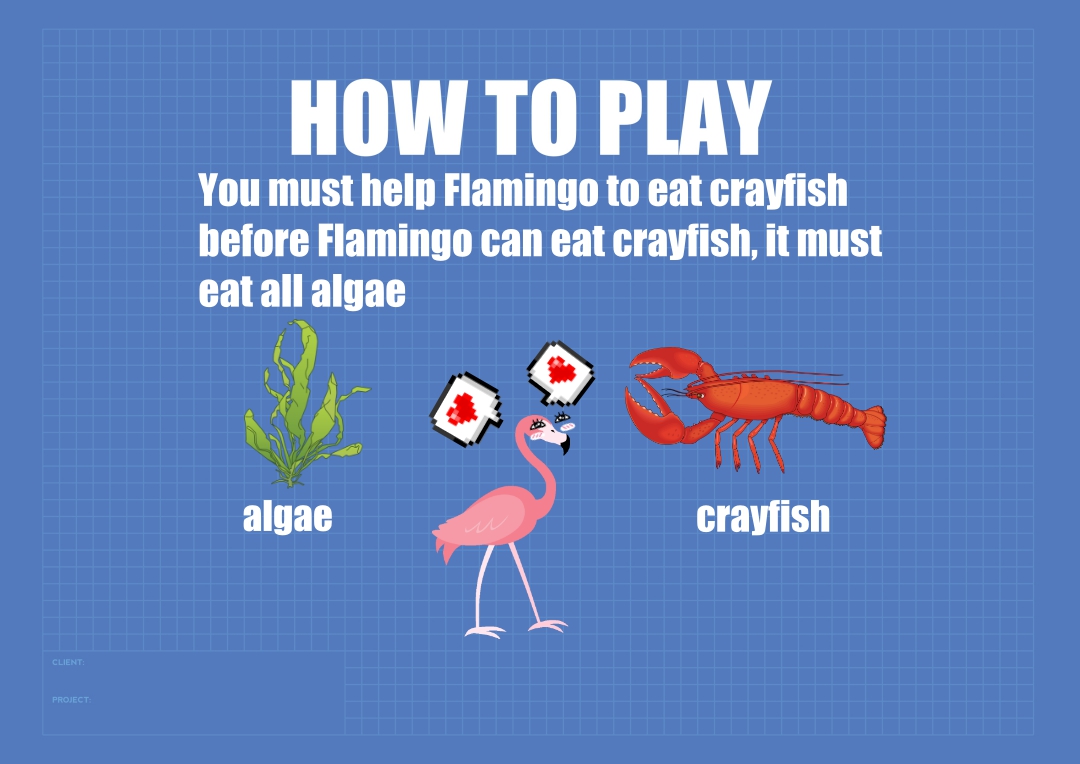 HOW TO PLAY
You must help Flamingo to eat crayfish
before Flamingo can eat crayfish, it must
eat all algae
algae
crayfish
CLIENT:
PROJECT: